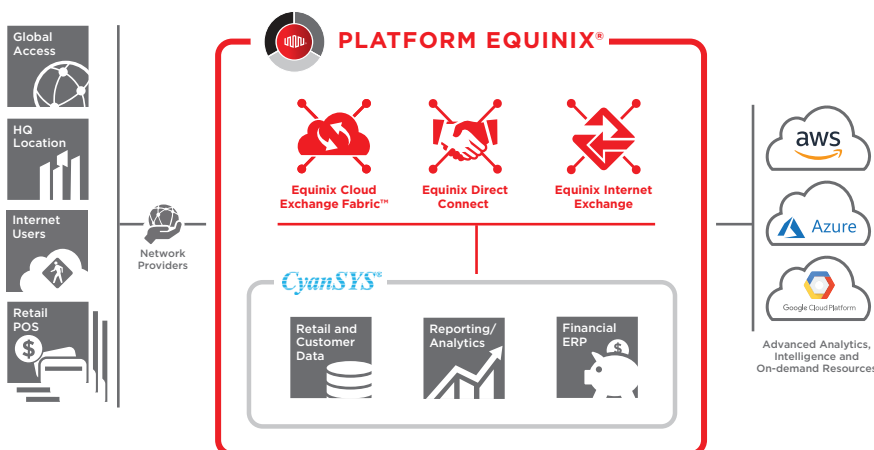 Global
Access
HQ
Location
Internet
Users
Retail
POS
$
Network
Providers
PLATFORM EQUINIX®
Equinix Cloud
Exchange Fabric™
Equinix Direct
Connect
Equinix Internet
Exchange
CyanSYS®
Retail and
Customer
Data
Reporting/
Analytics
Financial
ERP
$
aws
Azure
Google Cloud Platform
Advanced Analytics,
Intelligence and
On-demand Resources